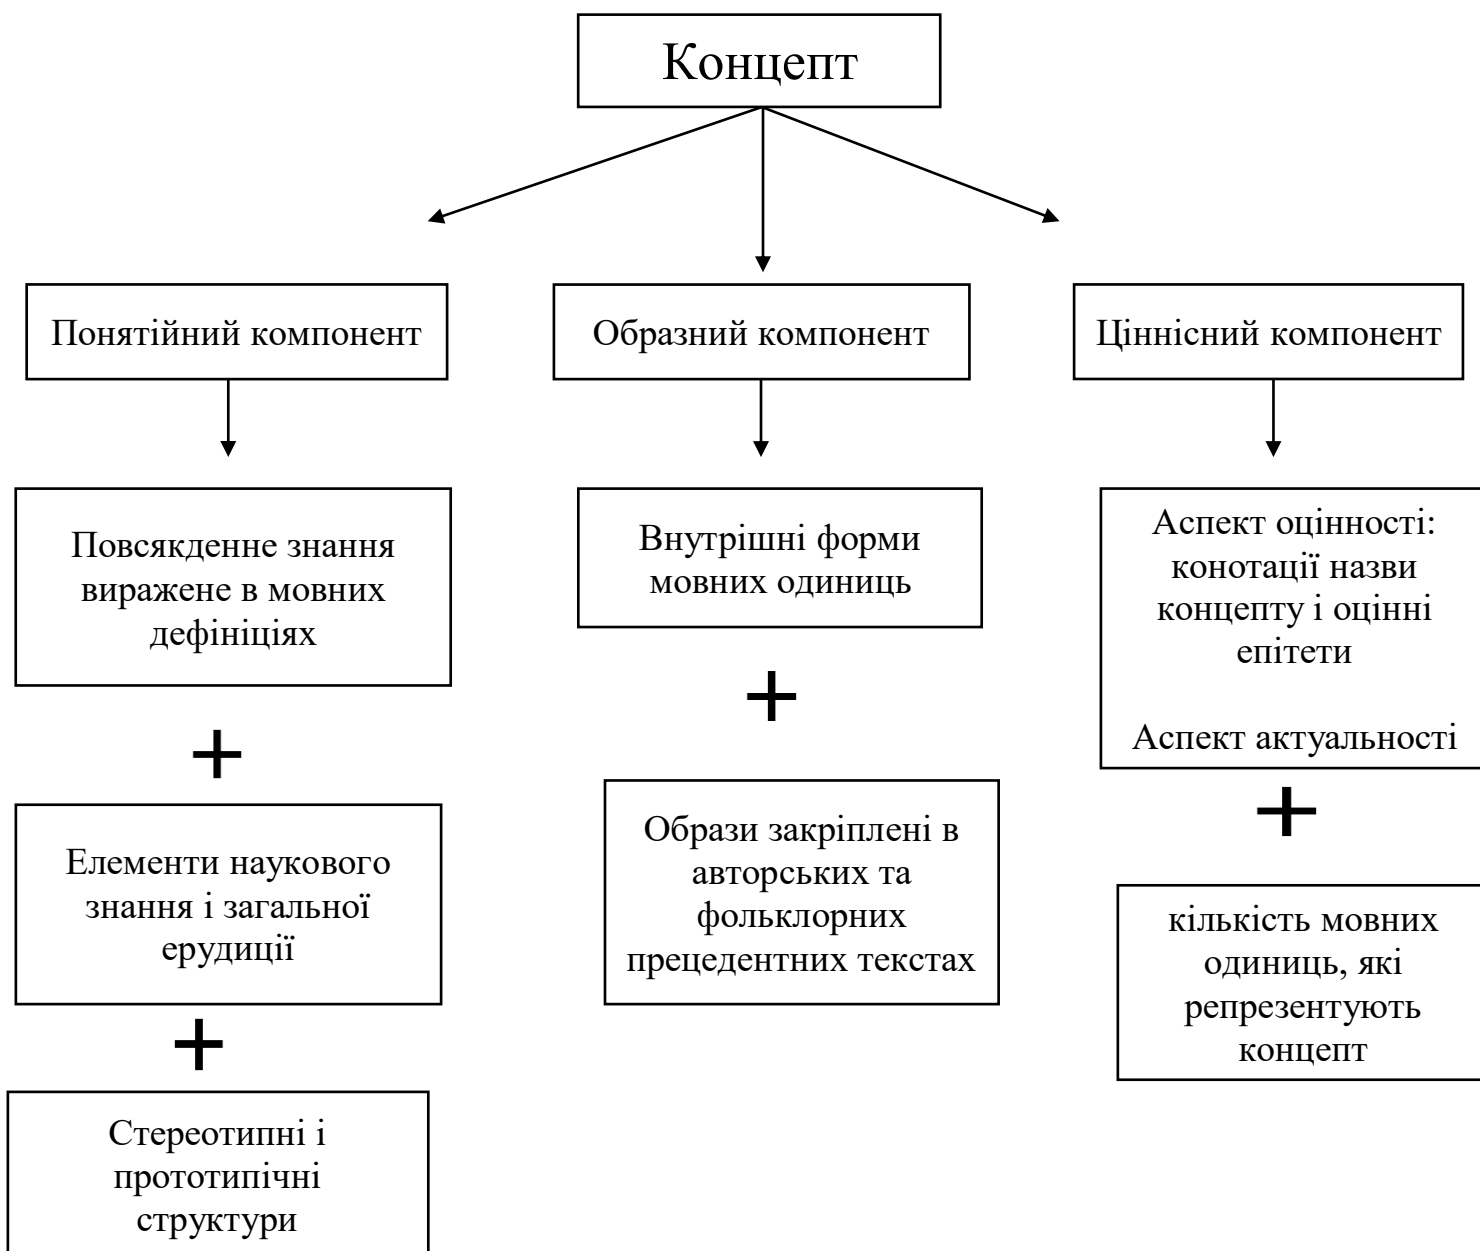 Концепт
Понятійний компонент
Образний компонент
Ціннісний компонент
Повсякденне знання
виражене в мовних
дефініціях
+
Елементи наукового
знання і загальної
ерудиції
+
Стереотипні і
прототипічні
структури
Внутрішні форми
мовних одиниць
+
Образи закріплені в
авторських та
фольклорних
прецедентних текстах
Аспект оцінності:
конотації назви
концепту і оцінні
епітети
Аспект актуальності
+
кількість мовних
одиниць, які
репрезентують
концепт